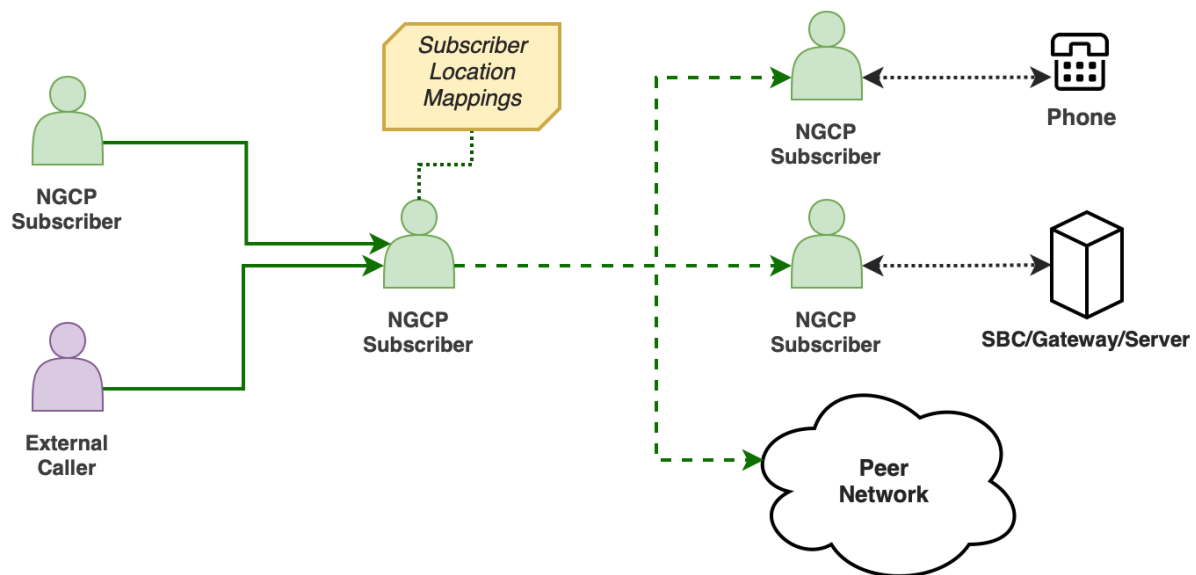 Subscriber
Location
Mappings
NGCP
Subscriber
Phone
NGCP
Subscriber
NGCP
Subscriber
NGCP
Subscriber
SBC/Gateway/Server
External
Caller
Peer
Network